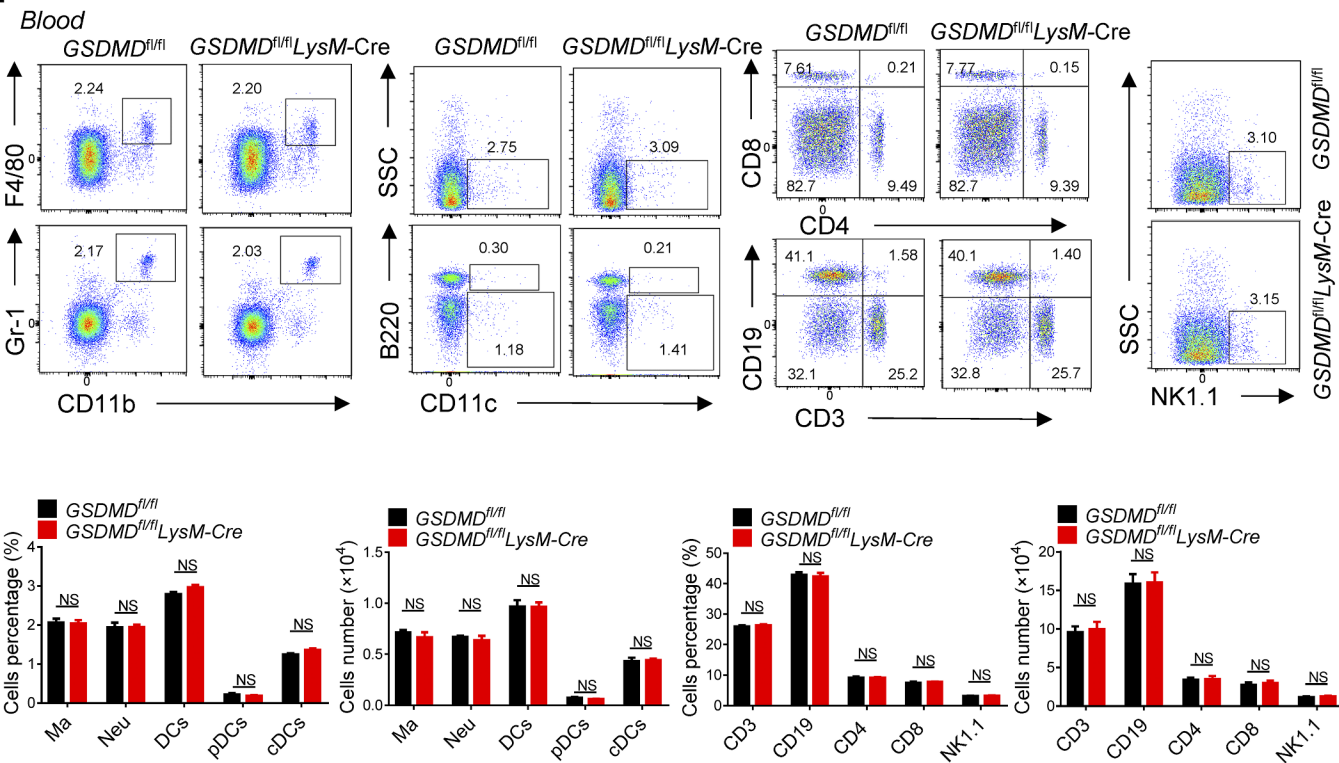 Blood
GSDMDfl/fl GSDMDfl/flLysM-Cre
F4/80
2.24 2.20
0
Gr-1
2.17 2.03
0
0
CD11b
GSDMDfl/fl GSDMDfl/flLysM-Cre
SSC
2.75 3.09
B220
0.30 0.21
1.18 1.41
0
CD11c
GSDMDfl/fl GSDMDfl/flLysM-Cre
CD8
7.61 0.21 7.77 0.15
0
82.7 9.49 82.7 9.39
0
CD4
CD19
41.1 1.58 40.1 1.40
0
32.1 25.2 32.8 25.7
0
CD3
SSC
3.10
GSDMDfl/fl
3.15
GSDMDfl/flLysM-Cre
0
NK1.1
GSDMDfl/fl
GSDMDfl/flLysM-Cre
Cells percentage (%)
4
3
2
1
0
NS NS NS NS NS
Ma Neu DCs pDCs cDCs
GSDMDfl/fl
GSDMDfl/flLysM-Cre
Cells number (×10⁴)
1.5
1.0
0.5
0.0
NS NS NS NS NS
Ma Neu DCs pDCs cDCs
GSDMDfl/fl
GSDMDfl/flLysM-Cre
Cells percentage (%)
50
40
30
20
10
0
NS NS NS NS NS
CD3 CD19 CD4 CD8 NK1.1
GSDMDfl/fl
GSDMDfl/flLysM-Cre
Cells number (×10⁴)
20
15
10
5
0
NS NS NS NS NS
CD3 CD19 CD4 CD8 NK1.1